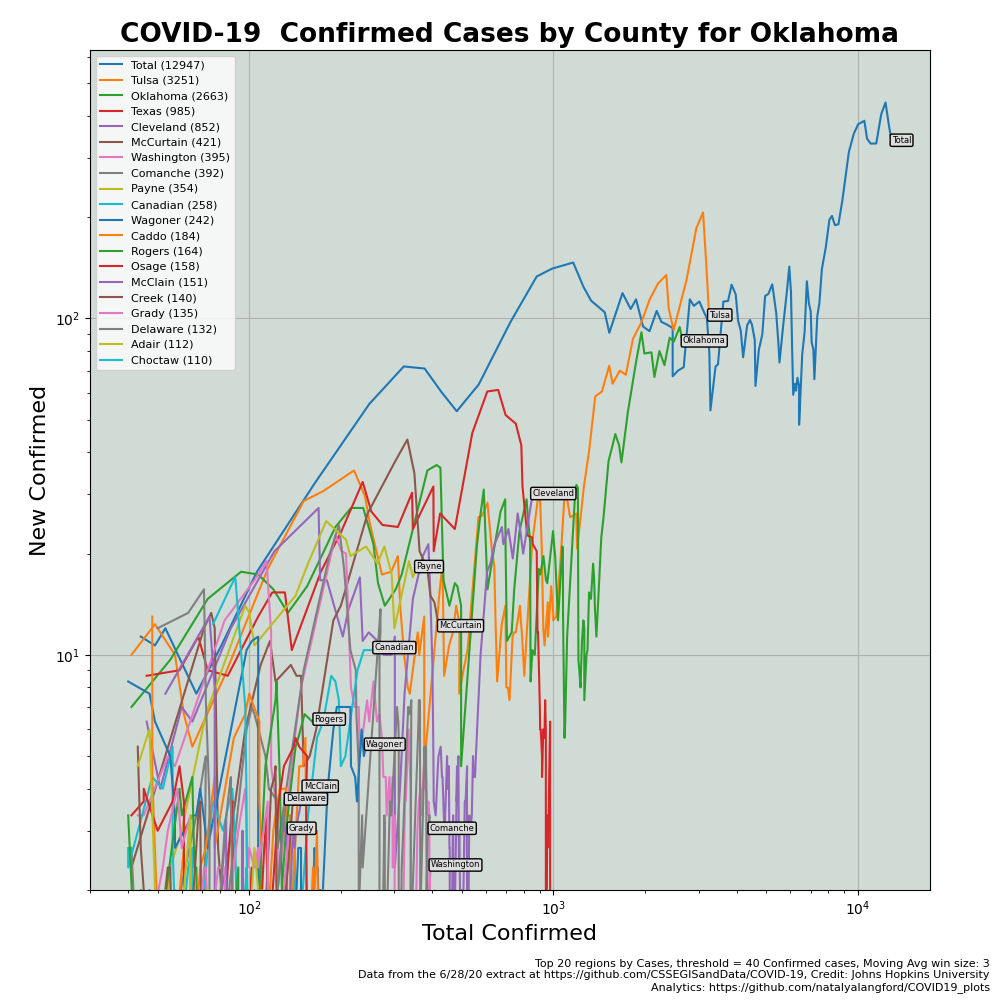 COVID-19  Confirmed Cases by County for Oklahoma
Total (12947)
Tulsa (3251)
Oklahoma (2663)
Texas (985)
Cleveland (852)
McCurtain (421)
Washington (395)
Comanche (392)
Payne (354)
Canadian (258)
Wagoner (242)
Caddo (184)
Rogers (164)
Osage (158)
McClain (151)
Creek (140)
Grady (135)
Delaware (132)
Adair (112)
Choctaw (110)
Total
Tulsa
Oklahoma
Cleveland
Payne
McCurtain
Canadian
Rogers
Wagoner
McClain
Delaware
Grady
Comanche
Washington
10²
10¹
New Confirmed
10² 10³ 10⁴
Total Confirmed
Top 20 regions by Cases, threshold = 40 Confirmed cases, Moving Avg win size: 3
Data from the 6/28/20 extract at https://github.com/CSSEGISandData/COVID-19, Credit: Johns Hopkins University
Analytics: https://github.com/natalyalangford/COVID19_plots